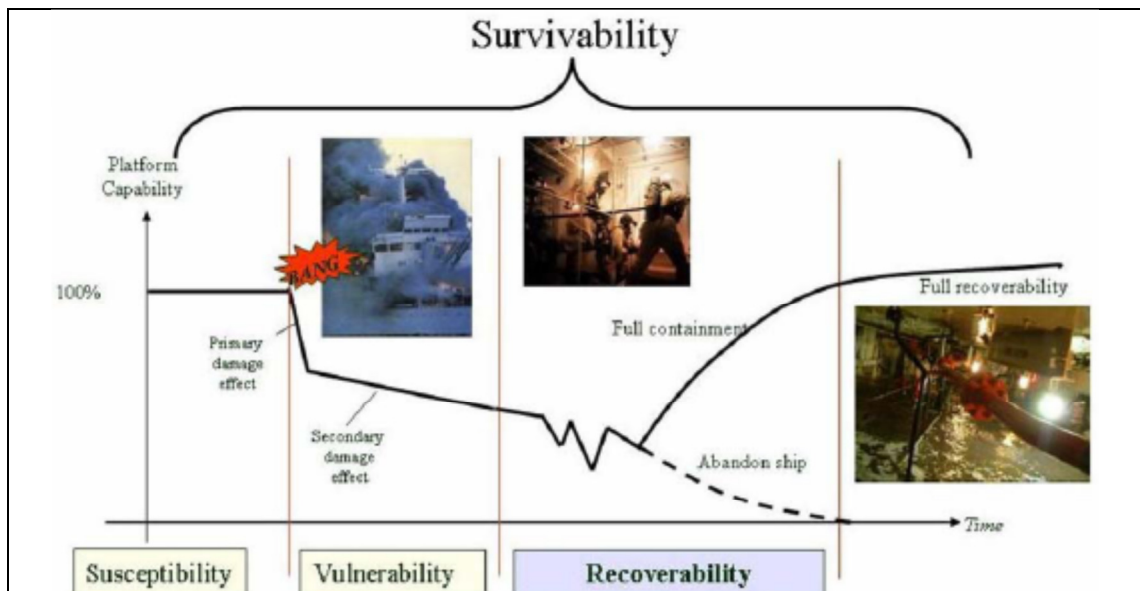 Survivability
Platform
Capability
BANG
100%
Primary
damage
effect
Secondary
damage
effect
Full containment
Full recoverability
Abandon ship
Time
Susceptibility
Vulnerability
Recoverability